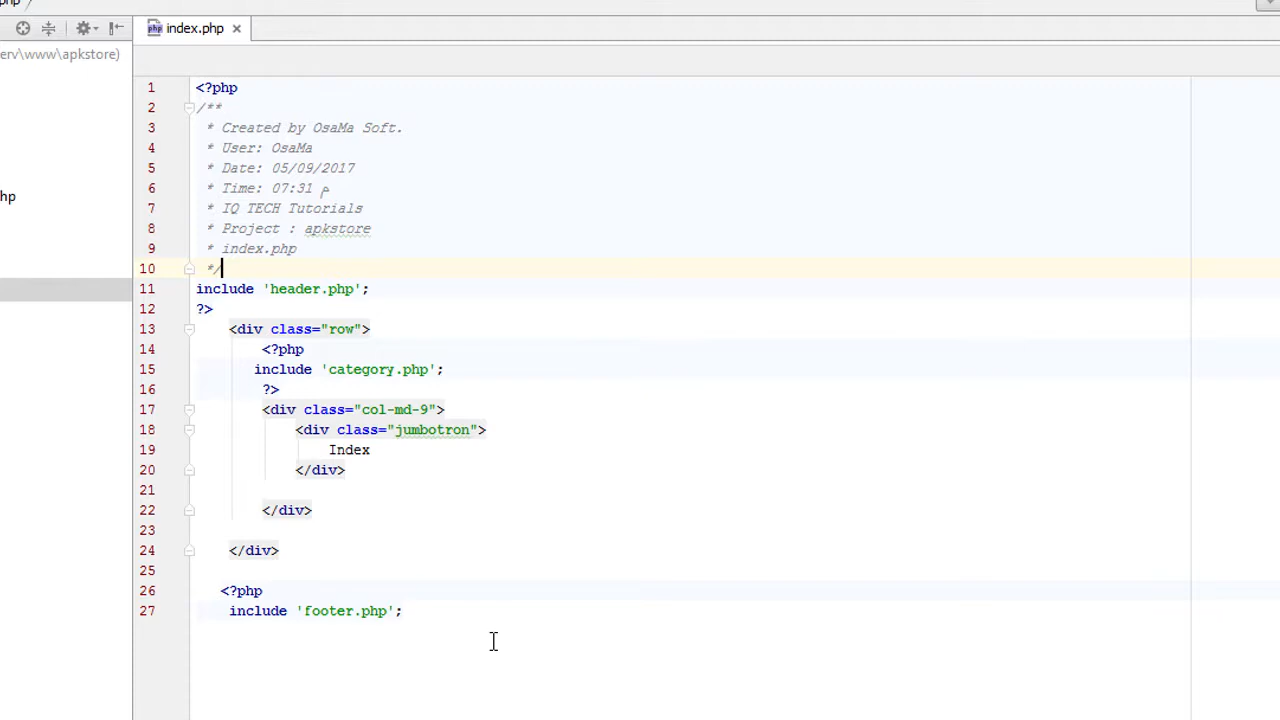 index.php
erv\www\apkstore)
hp
1 <?php
2 /**
3 * Created by OsaMa Soft.
4 * User: OsaMa
5 * Date: 05/09/2017
6 * Time: 07:31 م
7 * IQ TECH Tutorials
8 * Project : apkstore
9 * index.php
10 */
11 include 'header.php';
12 ?>
13 <div class="row">
14 <?php
15 include 'category.php';
16 ?>
17 <div class="col-md-9">
18 <div class="jumbotron">
19 Index
20 </div>
21
22 </div>
23
24 </div>
25
26 <?php
27 include 'footer.php';